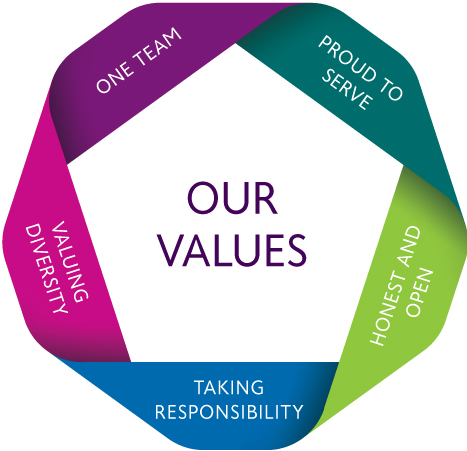 ONE TEAM
PROUD TO
SERVE
OUR
VALUES
VALUING
DIVERSITY
HONEST AND
OPEN
TAKING
RESPONSIBILITY